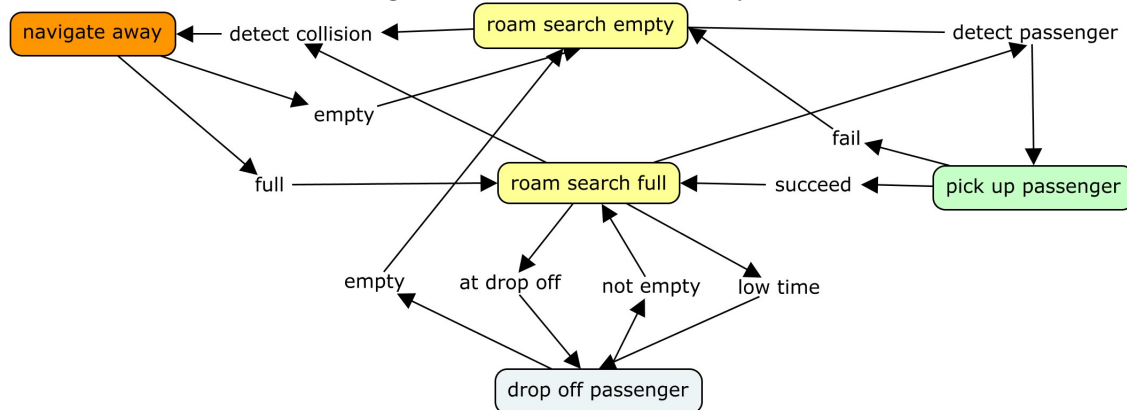 roam search empty
navigate away
detect collision
detect passenger
empty
fail
full
roam search full
succeed
pick up passenger
empty
at drop off
not empty
low time
drop off passenger